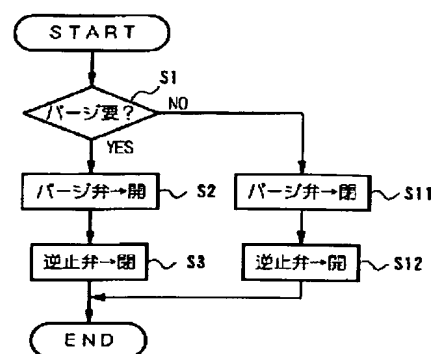 START
S1
パージ要?
NO
YES
パージ弁→開
S2
パージ弁→閉
S11
逆止弁→閉
S3
逆止弁→開
S12
END